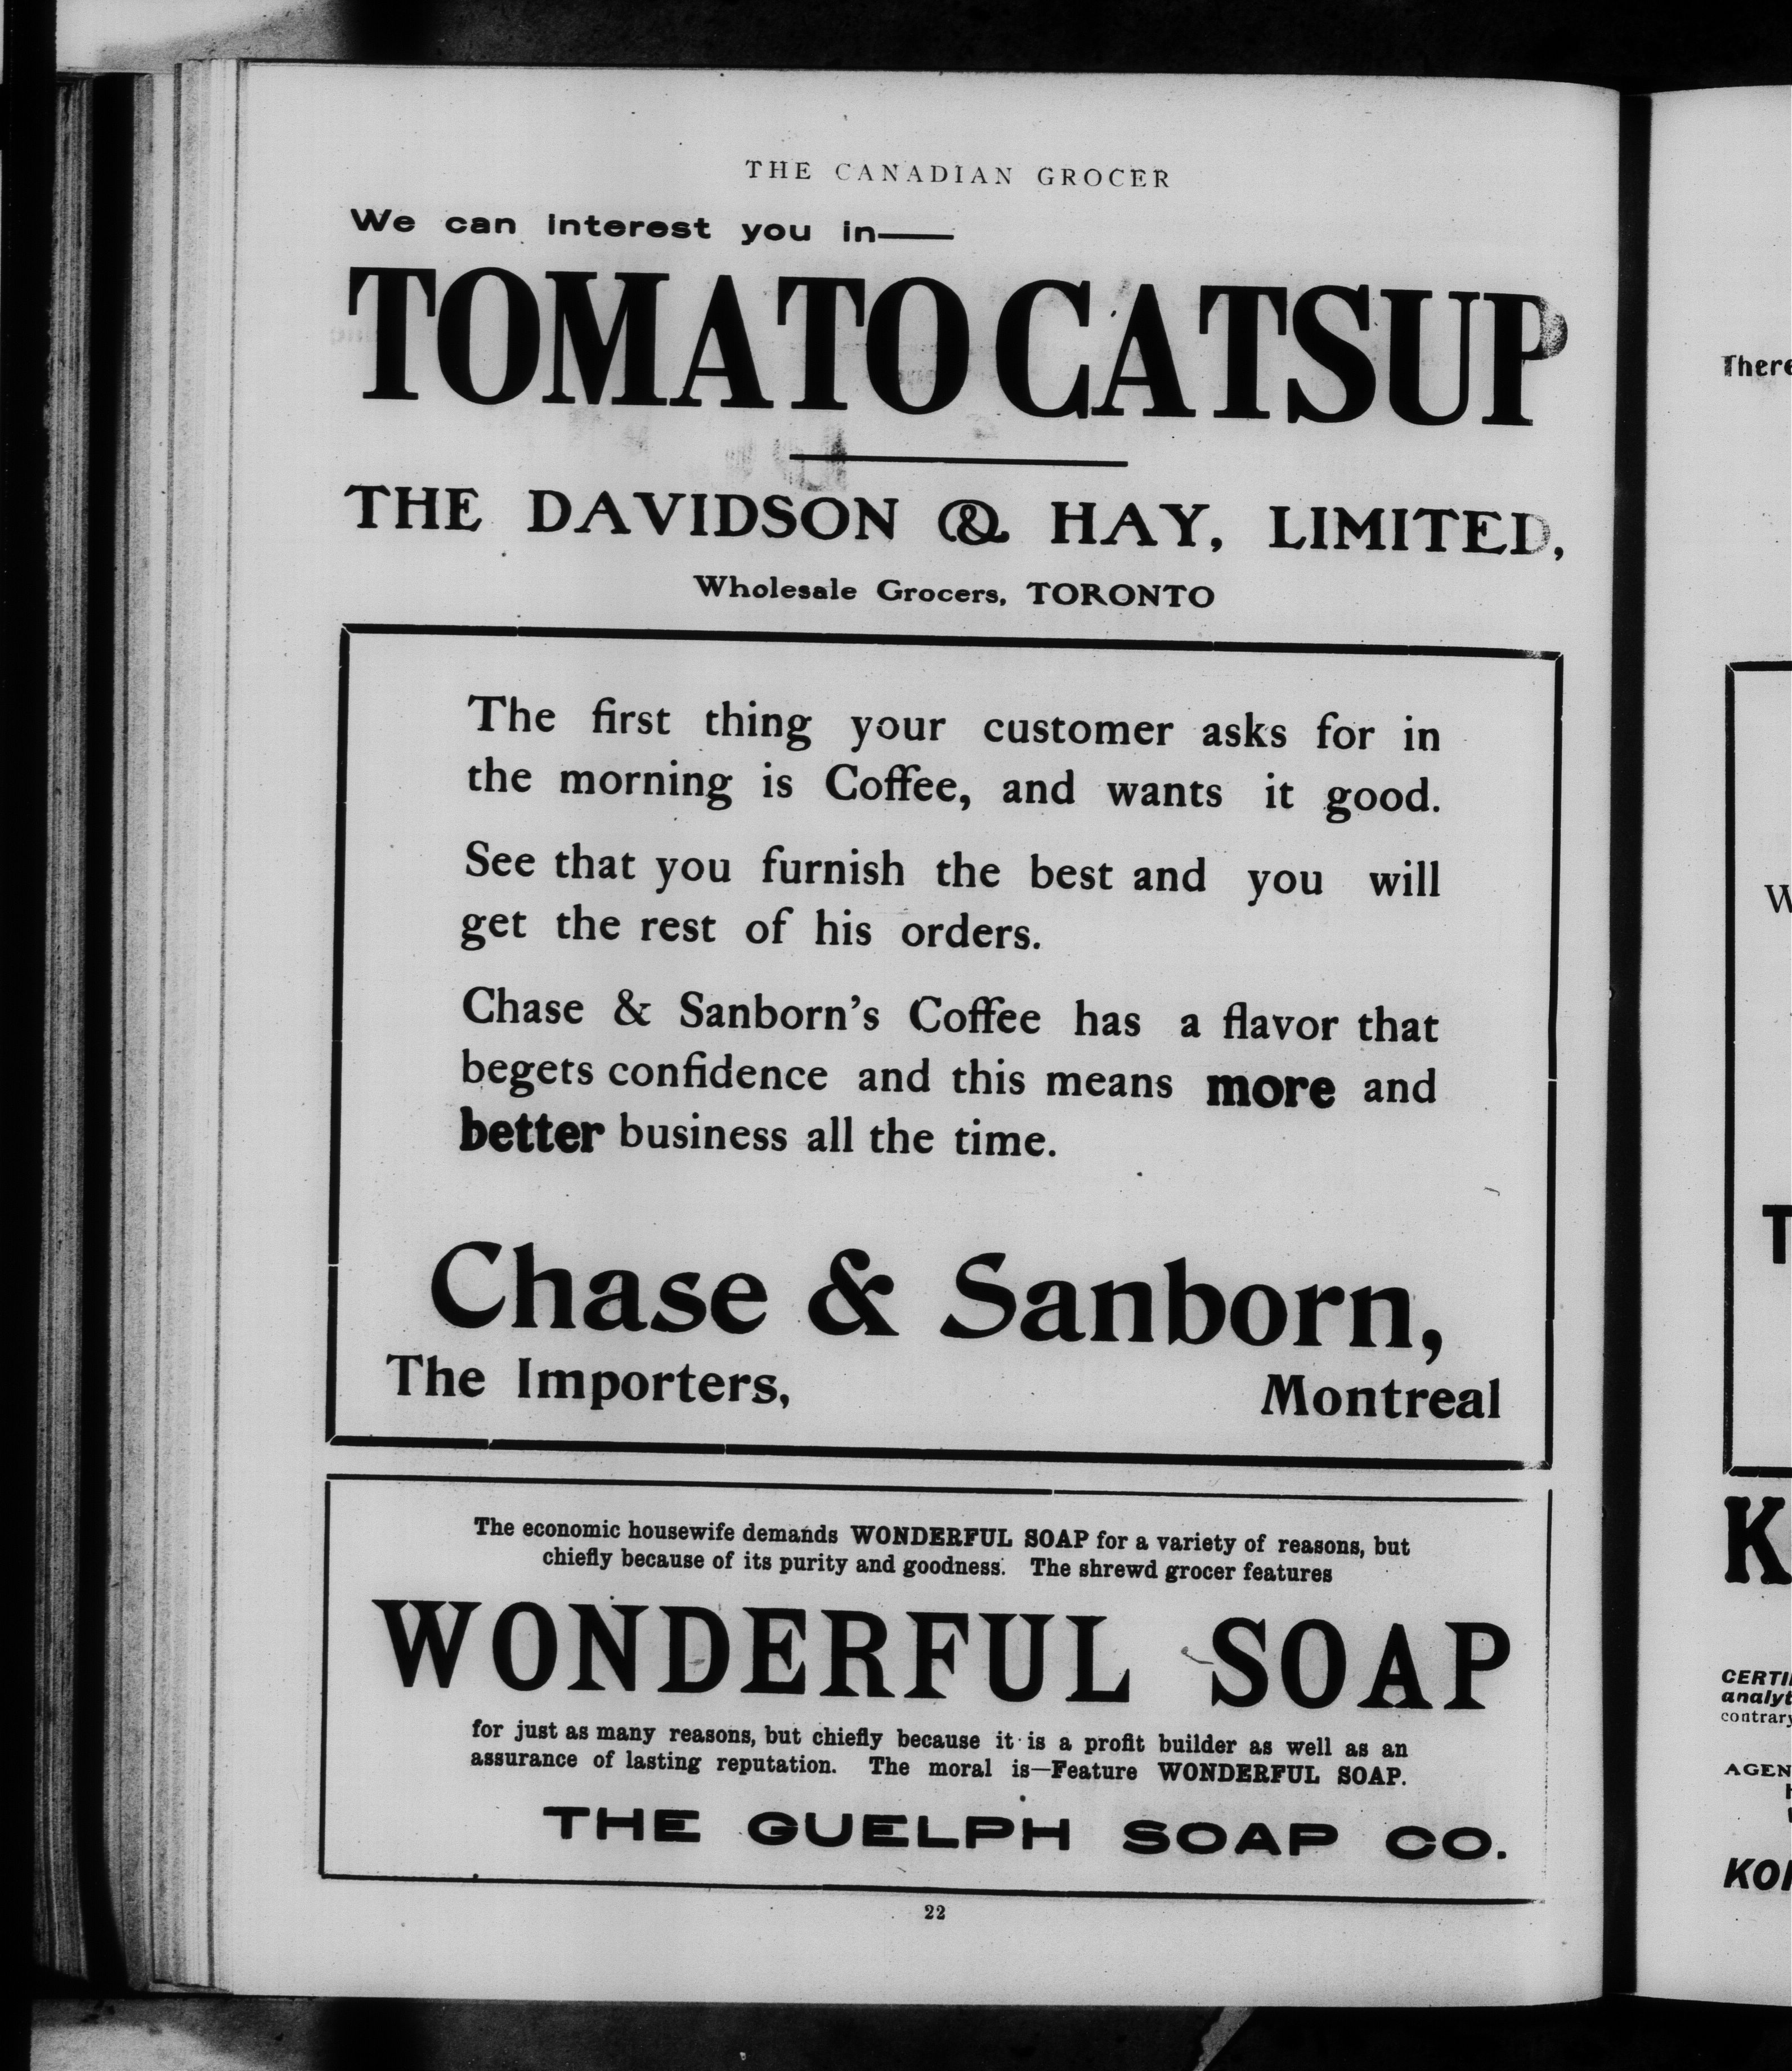 THE CANADIAN GROCER
We can interest you in——
TOMATO CATSUP
THE DAVIDSON & HAY, LIMITED,
Wholesale Grocers, TORONTO
The first thing your customer asks for in
the morning is Coffee, and wants it good.
See that you furnish the best and you will
get the rest of his orders.
Chase & Sanborn's Coffee has a flavor that
begets confidence and this means more and
better business all the time.
Chase & Sanborn,
The Importers, Montreal
The economic housewife demands WONDERFUL SOAP for a variety of reasons, but
chiefly because of its purity and goodness. The shrewd grocer features
WONDERFUL SOAP
for just as many reasons, but chiefly because it is a profit builder as well as an
assurance of lasting reputation. The moral is—Feature WONDERFUL SOAP.
THE GUELPH SOAP CO.
22
There
W
T
K
CERTI
analyt
contrary
AGEN
KO